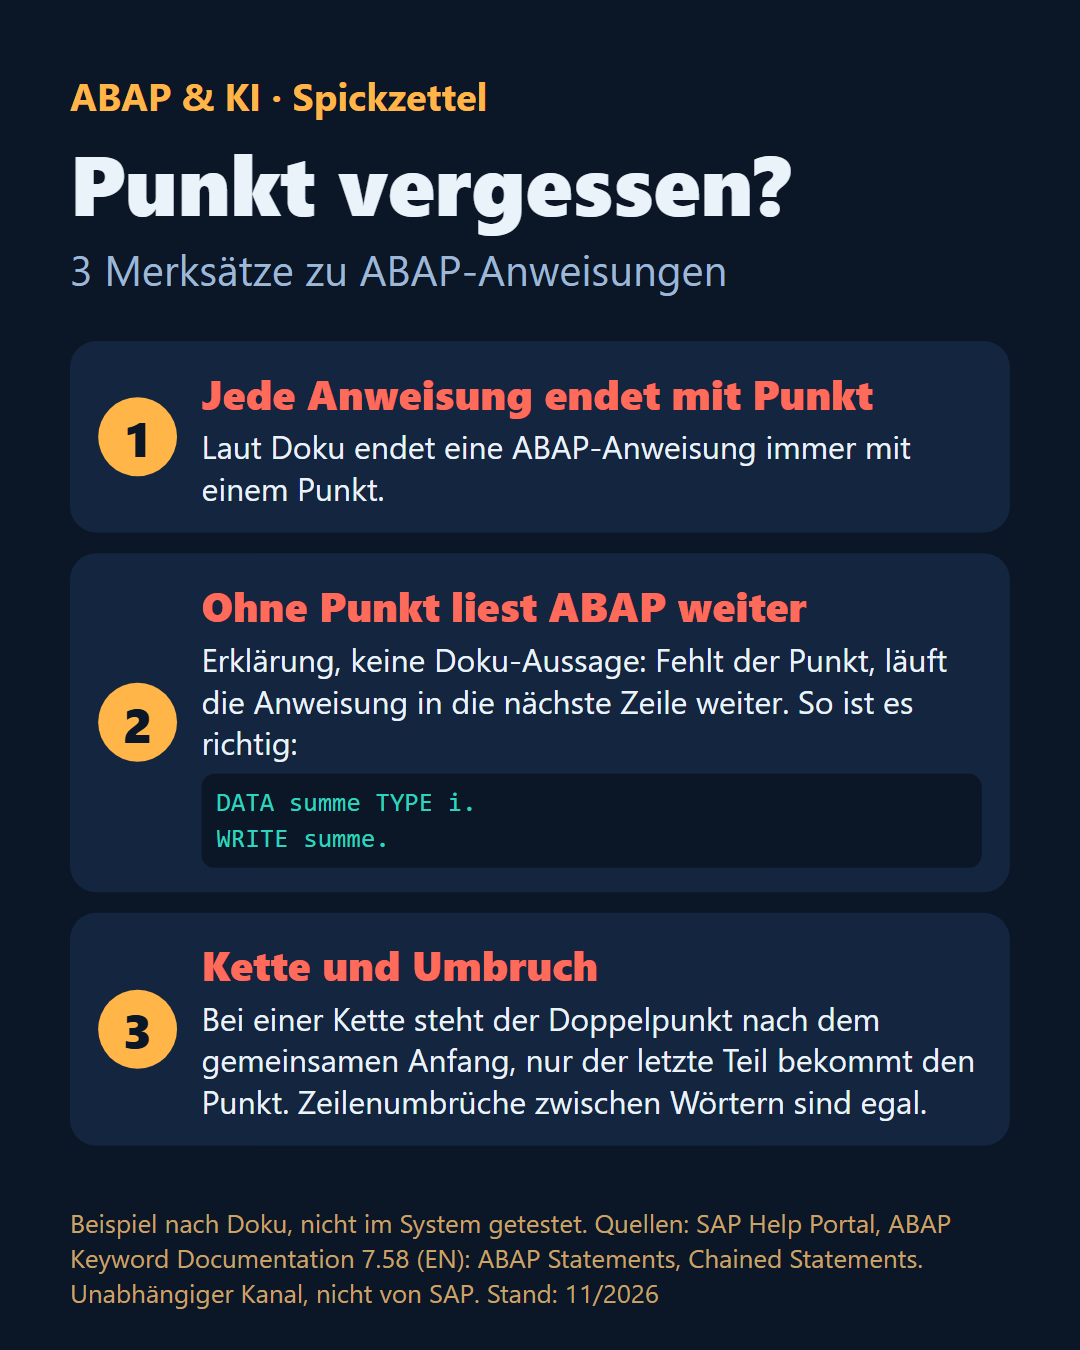 ABAP & KI · Spickzettel
Punkt vergessen?
3 Merksätze zu ABAP-Anweisungen
1
Jede Anweisung endet mit Punkt
Laut Doku endet eine ABAP-Anweisung immer mit
einem Punkt.
2
Ohne Punkt liest ABAP weiter
Erklärung, keine Doku-Aussage: Fehlt der Punkt, läuft
die Anweisung in die nächste Zeile weiter. So ist es
richtig:
DATA summe TYPE i.
WRITE summe.
3
Kette und Umbruch
Bei einer Kette steht der Doppelpunkt nach dem
gemeinsamen Anfang, nur der letzte Teil bekommt den
Punkt. Zeilenumbrüche zwischen Wörtern sind egal.
Beispiel nach Doku, nicht im System getestet. Quellen: SAP Help Portal, ABAP
Keyword Documentation 7.58 (EN): ABAP Statements, Chained Statements.
Unabhängiger Kanal, nicht von SAP. Stand: 11/2026